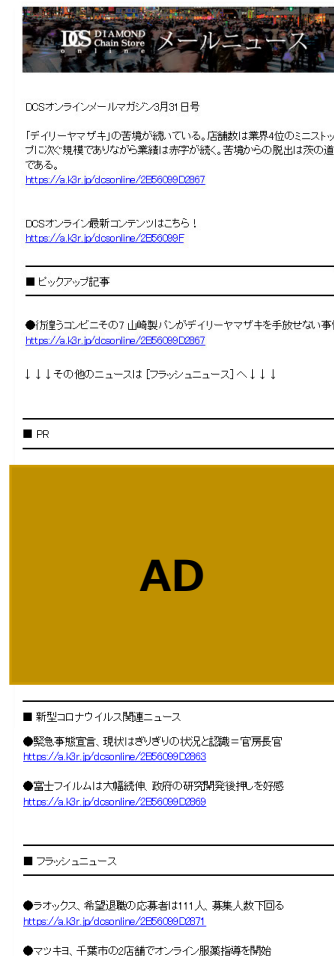 DCS DIAMOND Chain Store online メールニュース
DCSオンラインメールマガジン3月31日号
「デイリーヤマザキ」の苦境が続いている。店舗数は業界4位のミニストッ
プに次ぐ規模でありながら業績は赤字が続く。苦境からの脱出は茨の道
である。
https://a.k3r.jp/dcsonline/2B56099D2867
DCSオンライン最新コンテンツはこちら！
https://a.k3r.jp/dcsonline/2B56099F
■ピックアップ記事
●彷徨うコンビニその7 山崎製パンがデイリーヤマザキを手放せない事
https://a.k3r.jp/dcsonline/2B56099D2867
↓↓↓その他のニュースは [フラッシュニュース] へ↓↓↓
■ PR
AD
■ 新型コロナウイルス関連ニュース
●緊急事態宣言、現状はぎりぎりの状況と認識＝官房長官
https://a.k3r.jp/dcsonline/2B56099D2863
●富士フイルムは大幅続伸、政府の研究開発後押しを好感
https://a.k3r.jp/dcsonline/2B56099D2869
■ フラッシュニュース
●ラオックス、希望退職の応募者は111人、募集人数下回る
https://a.k3r.jp/dcsonline/2B56099D2871
●マツキヨ、千葉市の2店舗でオンライン服薬指導を開始